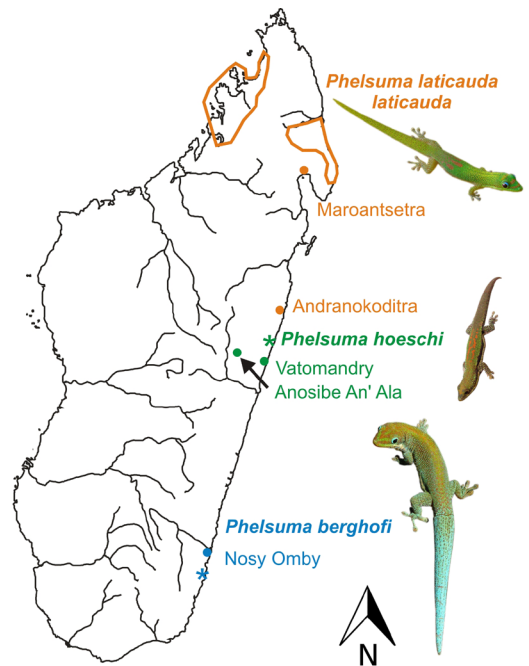 Phelsuma laticauda
laticauda
Maroantsetra
Andranokoditra
* Phelsuma hoeschi
Vatomandry
Anosibe An' Ala
Phelsuma berghofi
Nosy Omby
*
N